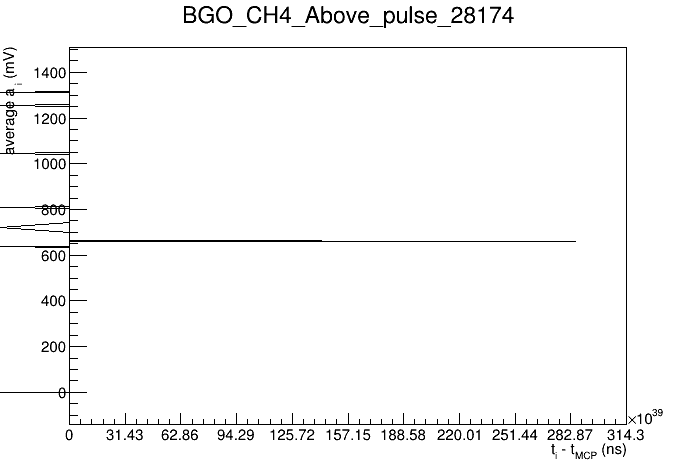 BGO_CH4_Above_pulse_28174
average a_i (mV)
1400
1200
1000
800
600
400
200
0
×10^39
0 31.43 62.86 94.29 125.72 157.15 188.58 220.01 251.44 282.87 314.3
t_i - t_MCP (ns)